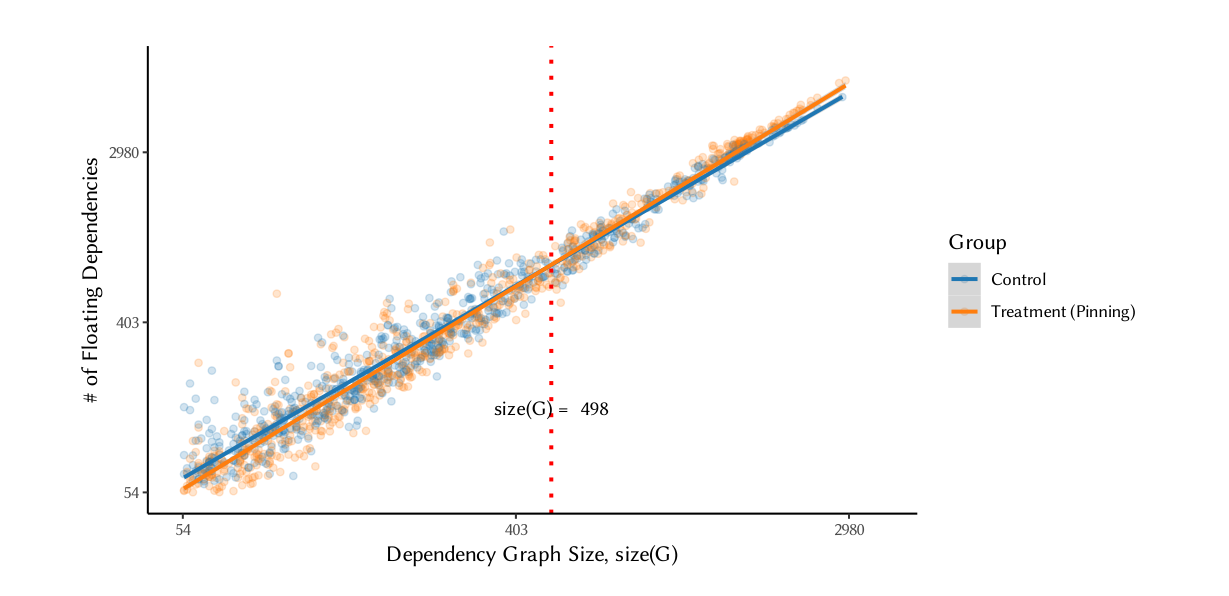 # of Floating Dependencies
2980
403
54
size(G) = 498
54
403
2980
Dependency Graph Size, size(G)
Group
Control
Treatment (Pinning)